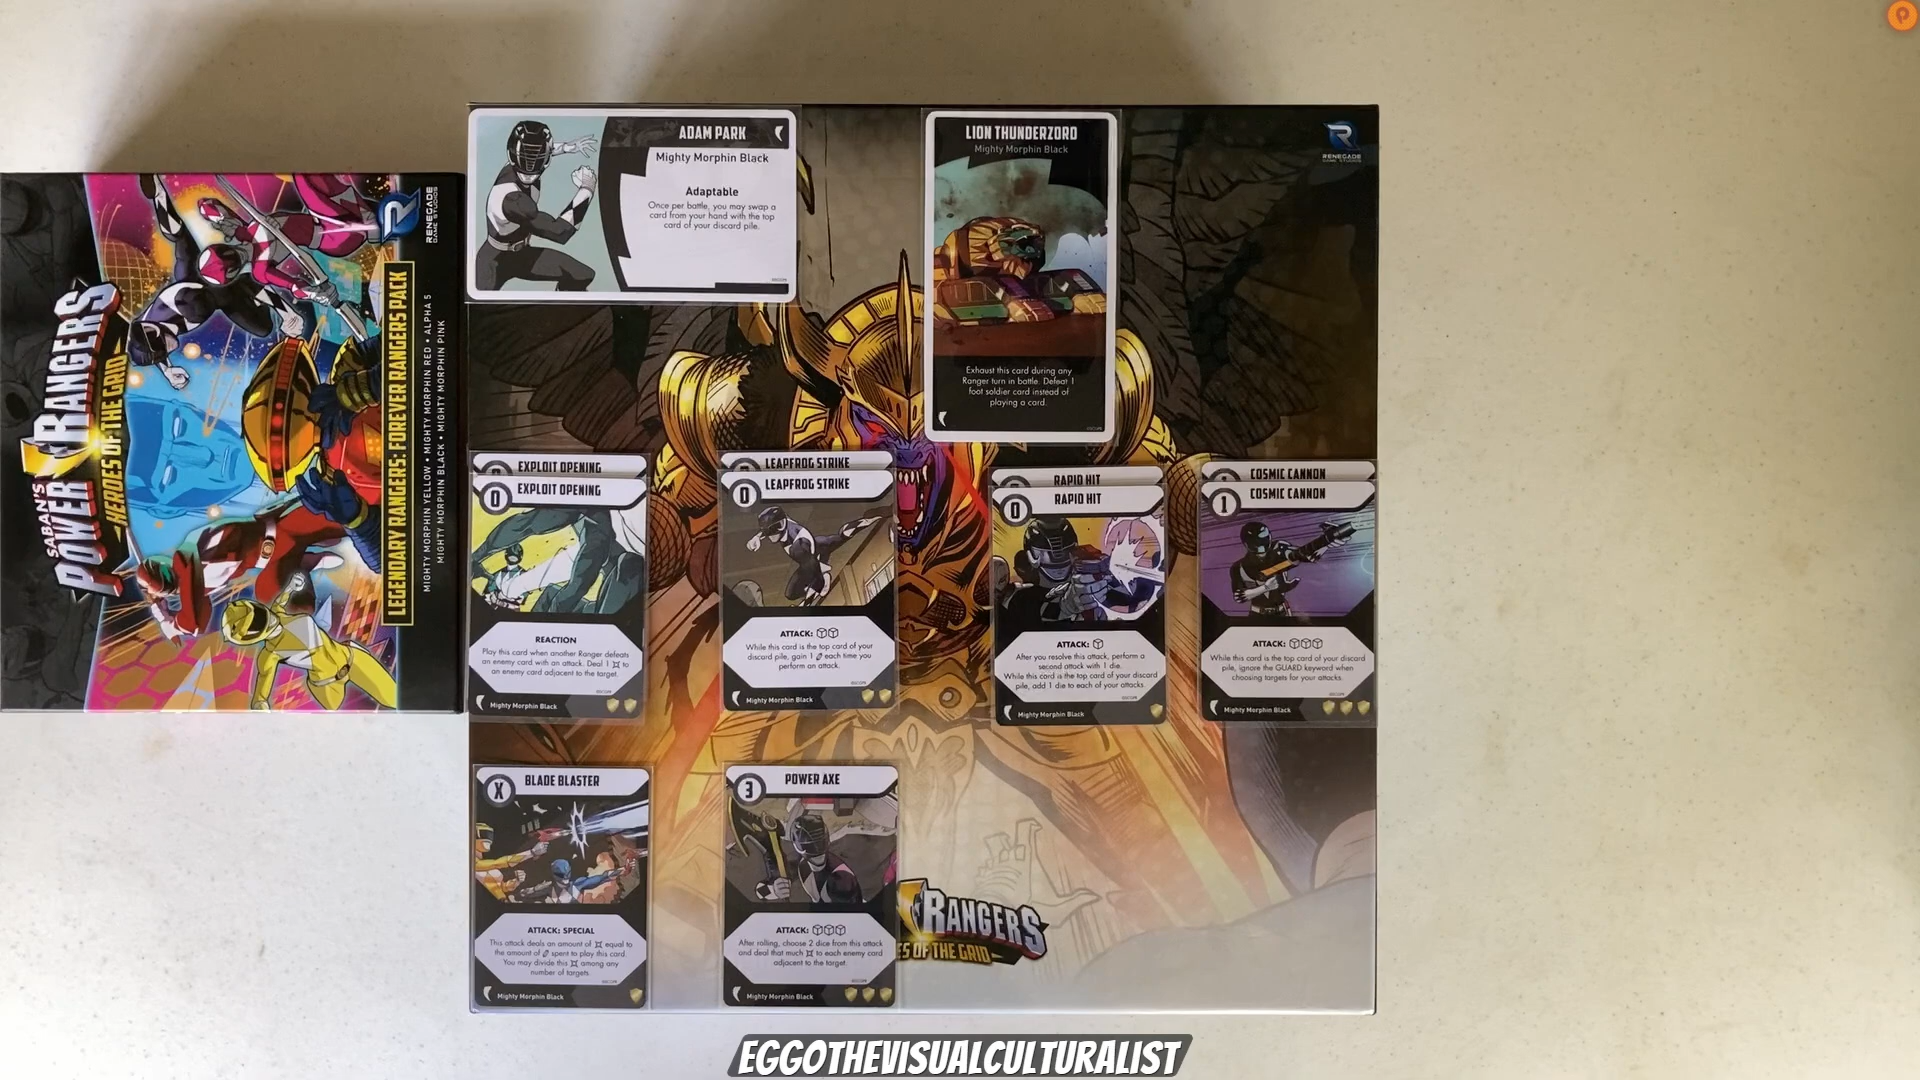 SABAN'S
POWER RANGERS
HEROES OF THE GRID
RENEGADE
GAME STUDIOS
LEGENDARY RANGERS: FOREVER RANGERS PACK
MIGHTY MORPHIN YELLOW • MIGHTY MORPHIN RED • ALPHA 5
MIGHTY MORPHIN BLACK • MIGHTY MORPHIN PINK
ADAM PARK
Mighty Morphin Black
Adaptable
Once per battle, you may swap a
card from your hand with the top
card of your discard pile.
LION THUNDERZORD
Mighty Morphin Black
Exhaust this card during any
Ranger turn in battle. Defeat 1
foot soldier card instead of
playing a card.
RENEGADE
GAME STUDIOS
EXPLOIT OPENING
0
EXPLOIT OPENING
REACTION
Play this card when another Ranger defeats
an enemy card with an attack. Deal 1 to
an enemy card adjacent to the target.
Mighty Morphin Black
LEAPFROG STRIKE
0
LEAPFROG STRIKE
ATTACK:
While this card is the top card of your
discard pile, gain 1 each time you
perform an attack.
Mighty Morphin Black
RAPID HIT
0
RAPID HIT
ATTACK:
After you resolve this attack, perform a
second attack with 1 die.
While this card is the top card of your discard
pile, add 1 die to each of your attacks.
Mighty Morphin Black
COSMIC CANNON
1
COSMIC CANNON
ATTACK:
While this card is the top card of your discard
pile, ignore the GUARD keyword when
choosing targets for your attacks.
Mighty Morphin Black
X
BLADE BLASTER
ATTACK: SPECIAL
This attack deals an amount of equal to
the amount of spent to play this card.
You may divide this among any
number of targets.
Mighty Morphin Black
3
POWER AXE
ATTACK:
After rolling, choose 2 dice from this attack
and deal that much to each enemy card
adjacent to the target.
Mighty Morphin Black
RANGERS
ES OF THE GRID
EGGOTHEVISUALCULTURALIST